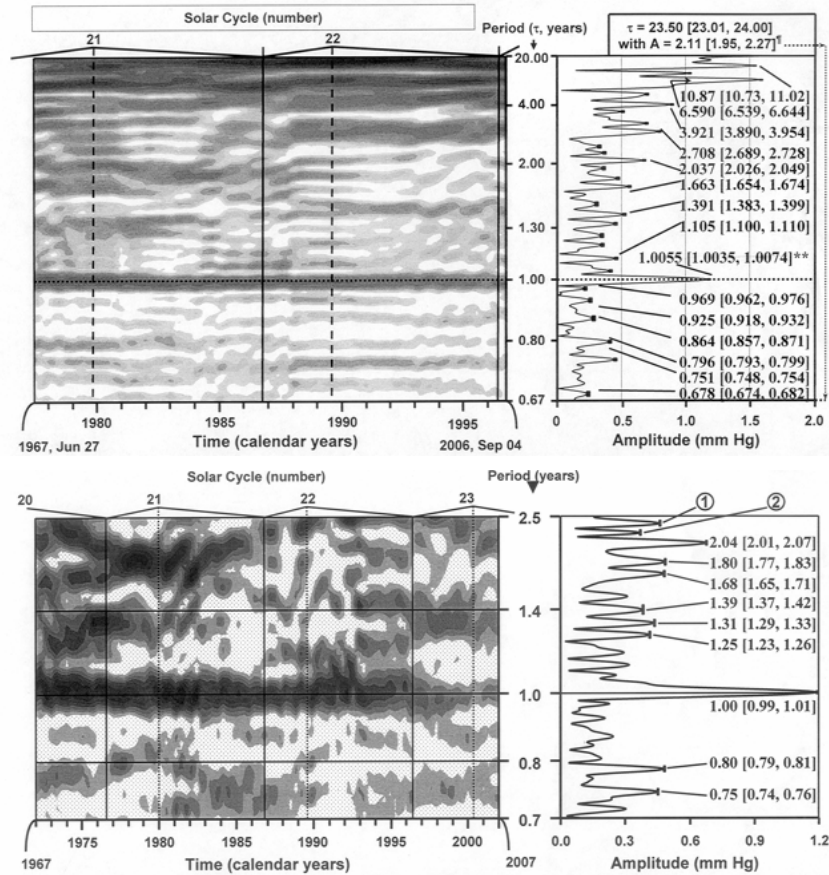 Solar Cycle (number)
21 22
Period (τ, years)
τ = 23.50 [23.01, 24.00]
with A = 2.11 [1.95, 2.27]¶
20.00
10.87 [10.73, 11.02]
4.00
6.590 [6.539, 6.644]
3.921 [3.890, 3.954]
2.708 [2.689, 2.728]
2.00
2.037 [2.026, 2.049]
1.663 [1.654, 1.674]
1.391 [1.383, 1.399]
1.30
1.105 [1.100, 1.110]
1.0055 [1.0035, 1.0074]**
1.00
0.969 [0.962, 0.976]
0.925 [0.918, 0.932]
0.864 [0.857, 0.871]
0.80
0.796 [0.793, 0.799]
0.751 [0.748, 0.754]
0.678 [0.674, 0.682]
0.67
1980 1985 1990 1995
0 0.5 1.0 1.5 2.0
1967, Jun 27 Time (calendar years) 2006, Sep 04
Amplitude (mm Hg)
Solar Cycle (number)
Period (years)
20 21 22 23
① ②
2.5
2.04 [2.01, 2.07]
1.80 [1.77, 1.83]
1.68 [1.65, 1.71]
1.4
1.39 [1.37, 1.42]
1.31 [1.29, 1.33]
1.25 [1.23, 1.26]
1.0
1.00 [0.99, 1.01]
0.8
0.80 [0.79, 0.81]
0.75 [0.74, 0.76]
0.7
1975 1980 1985 1990 1995 2000
0.0 0.3 0.6 0.9 1.2
1967 Time (calendar years) 2007
Amplitude (mm Hg)